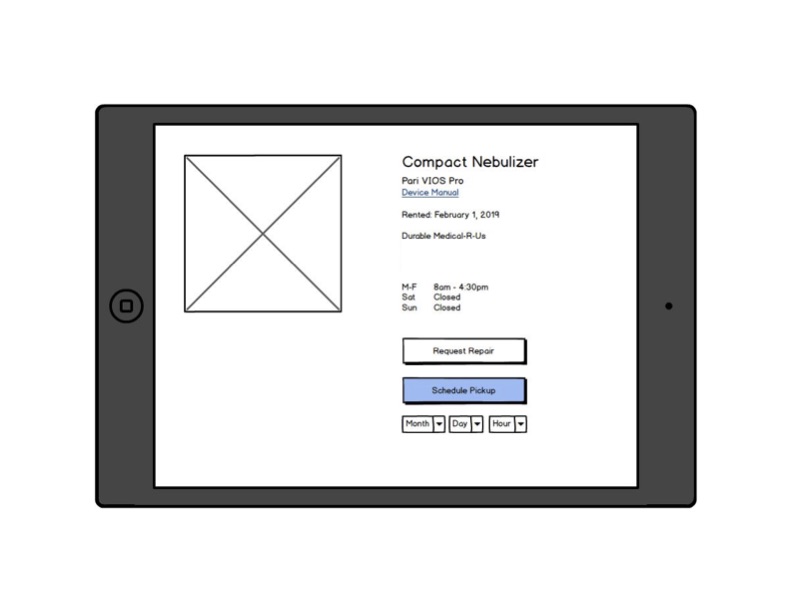 Compact Nebulizer
Pari VIOS Pro
Device Manual
Rented: February 1, 2019
Durable Medical-R-Us
M-F 8am - 4:30pm
Sat Closed
Sun Closed
Request Repair
Schedule Pickup
Month Day Hour